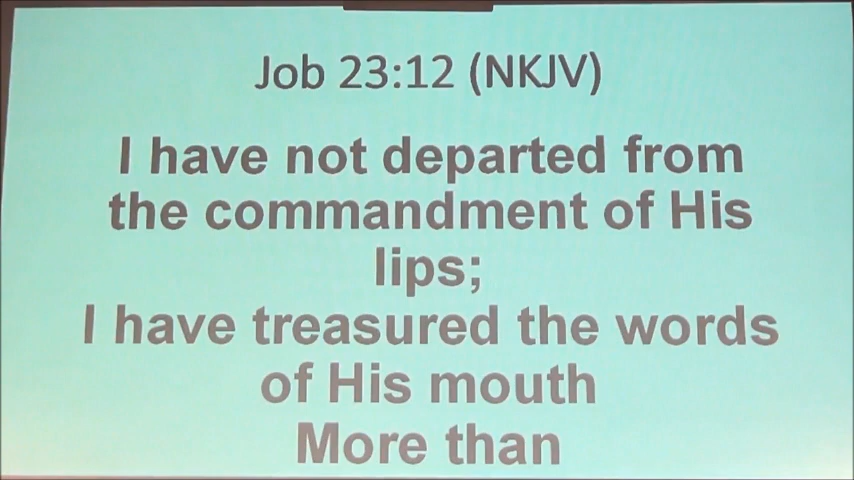 Job 23:12 (NKJV)
I have not departed from
the commandment of His
lips;
I have treasured the words
of His mouth
More than